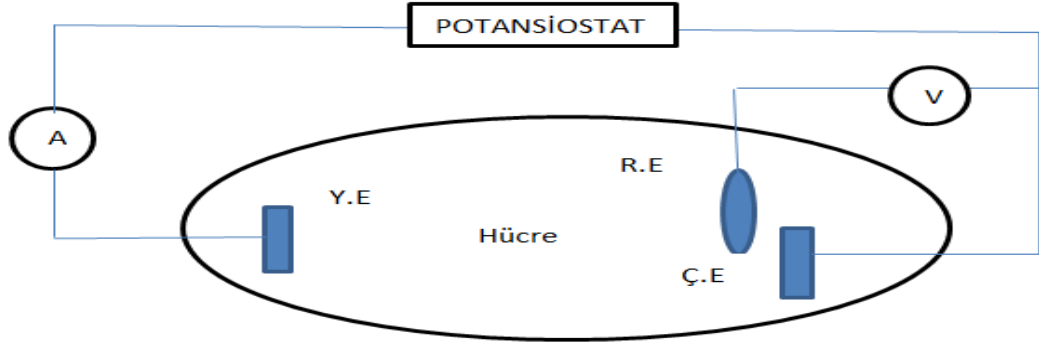 POTANSİOSTAT
V
A
R.E
Y.E
Hücre
Ç.E